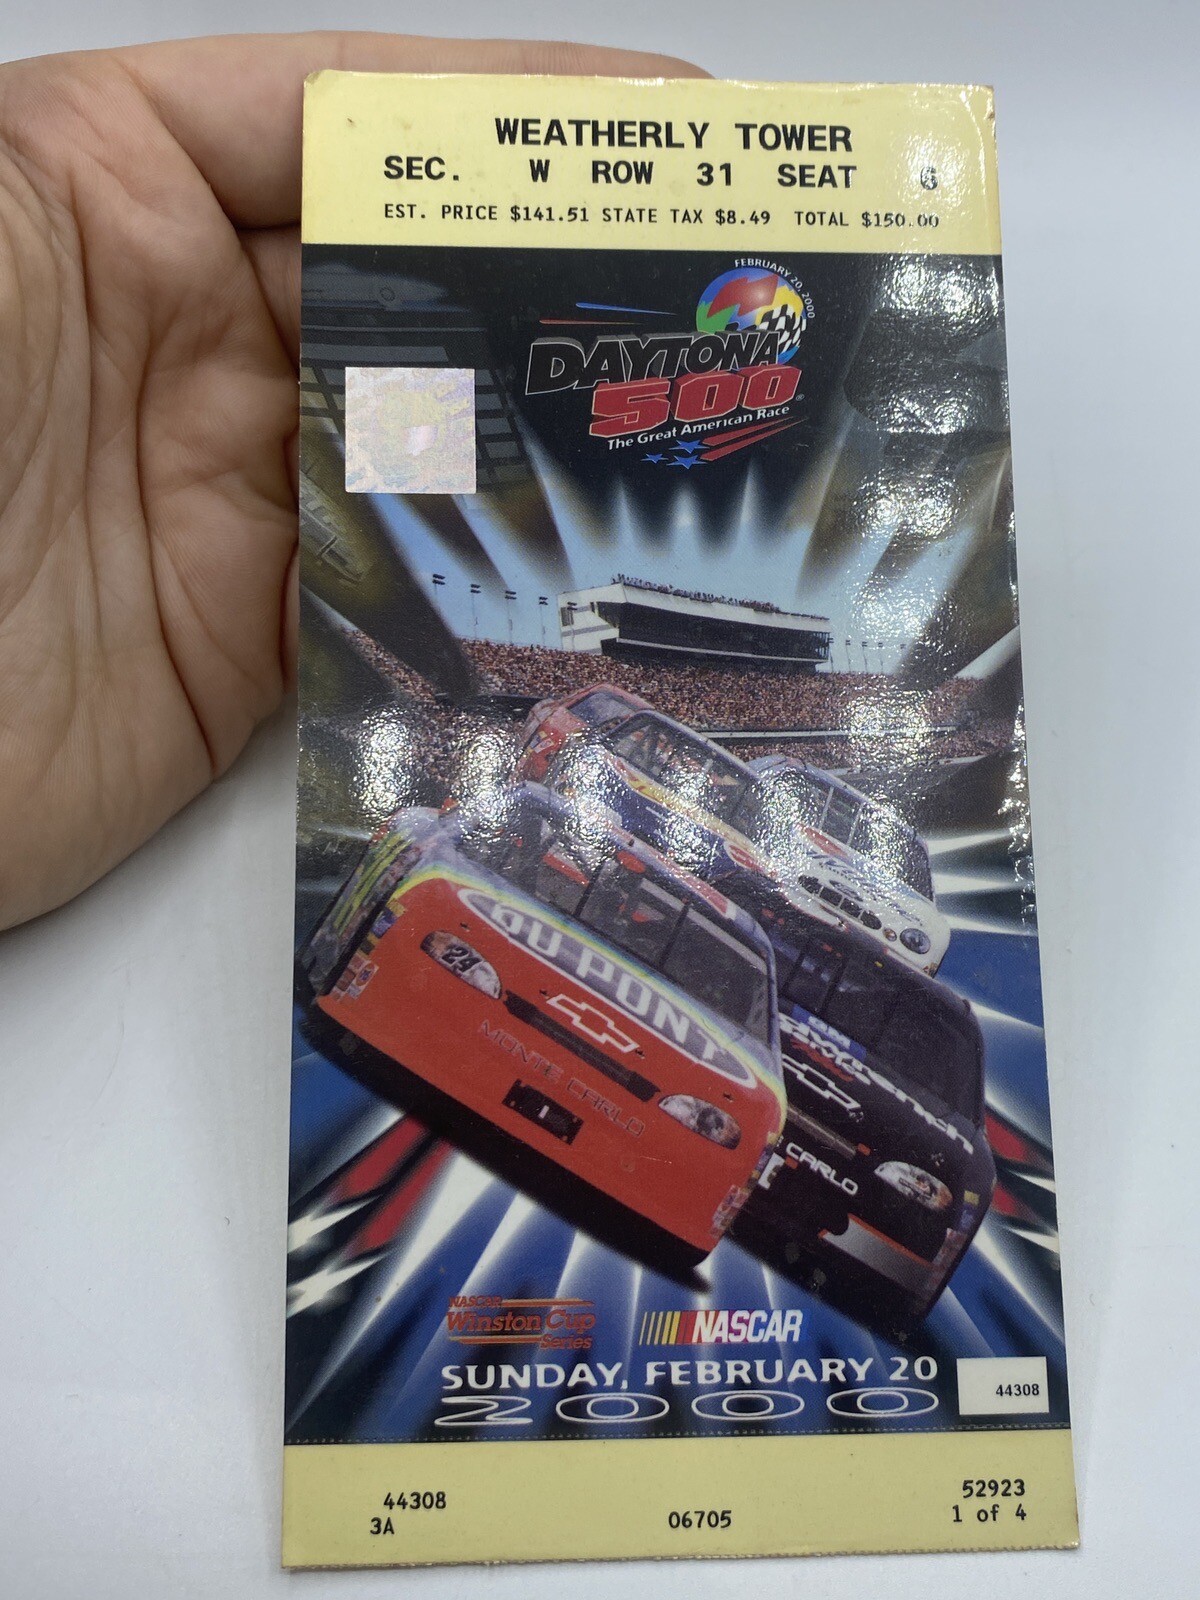 WEATHERLY TOWER
SEC. W ROW 31 SEAT 6
EST. PRICE $141.51 STATE TAX $8.49 TOTAL $150.00
FEBRUARY 20, 2000
DAYTONA
500®
The Great American Race
DU PONT
24
MONTE CARLO
GM
Goodwrench
CARLO
NASCAR
Winston Cup
Series
NASCAR
SUNDAY, FEBRUARY 20
2000
44308
44308
3A
06705
52923
1 of 4